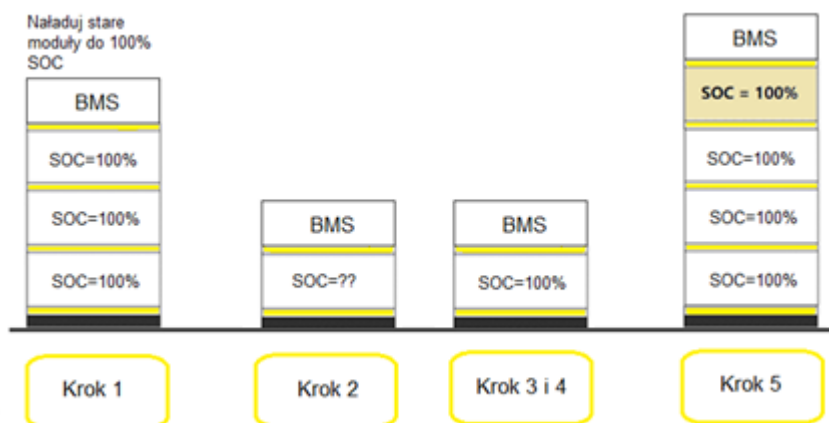 Naładuj stare
moduły do 100%
SOC
BMS
SOC=100%
SOC=100%
SOC=100%
BMS
SOC=??
BMS
SOC=100%
BMS
SOC = 100%
SOC=100%
SOC=100%
SOC=100%
Krok 1
Krok 2
Krok 3 i 4
Krok 5